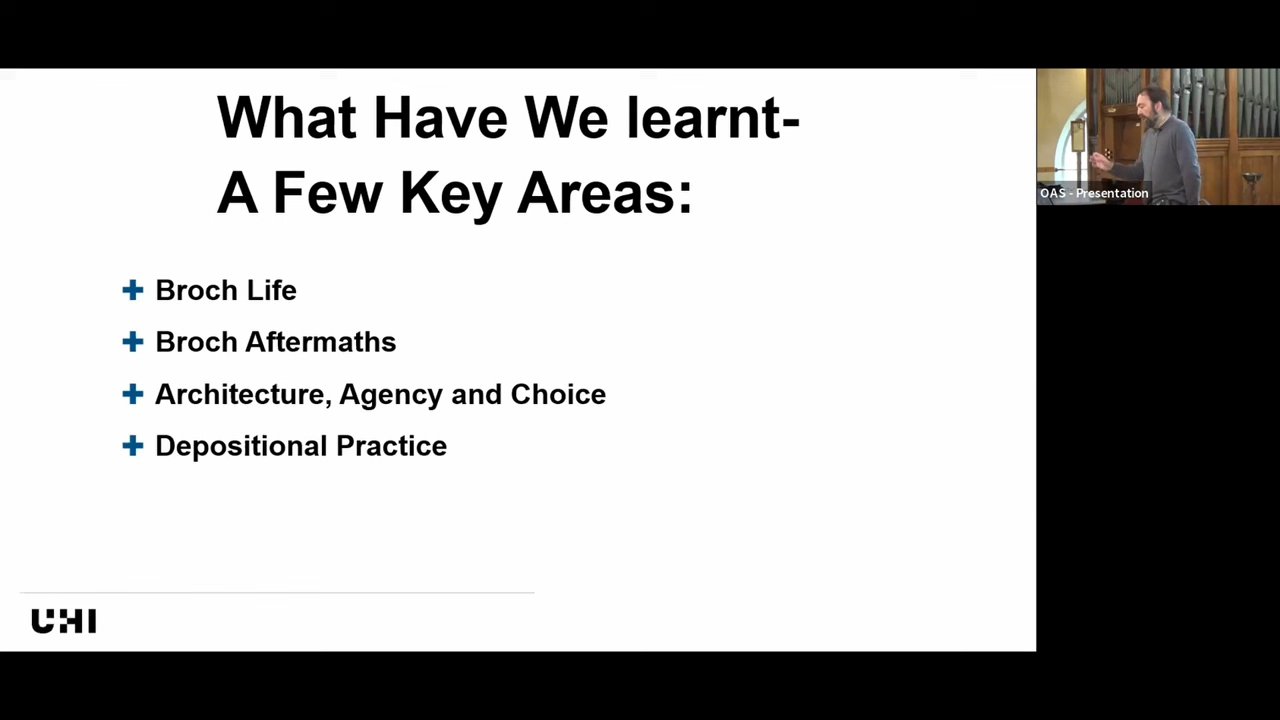 What Have We learnt-
A Few Key Areas:
Broch Life
Broch Aftermaths
Architecture, Agency and Choice
Depositional Practice
UHI
OAS - Presentation